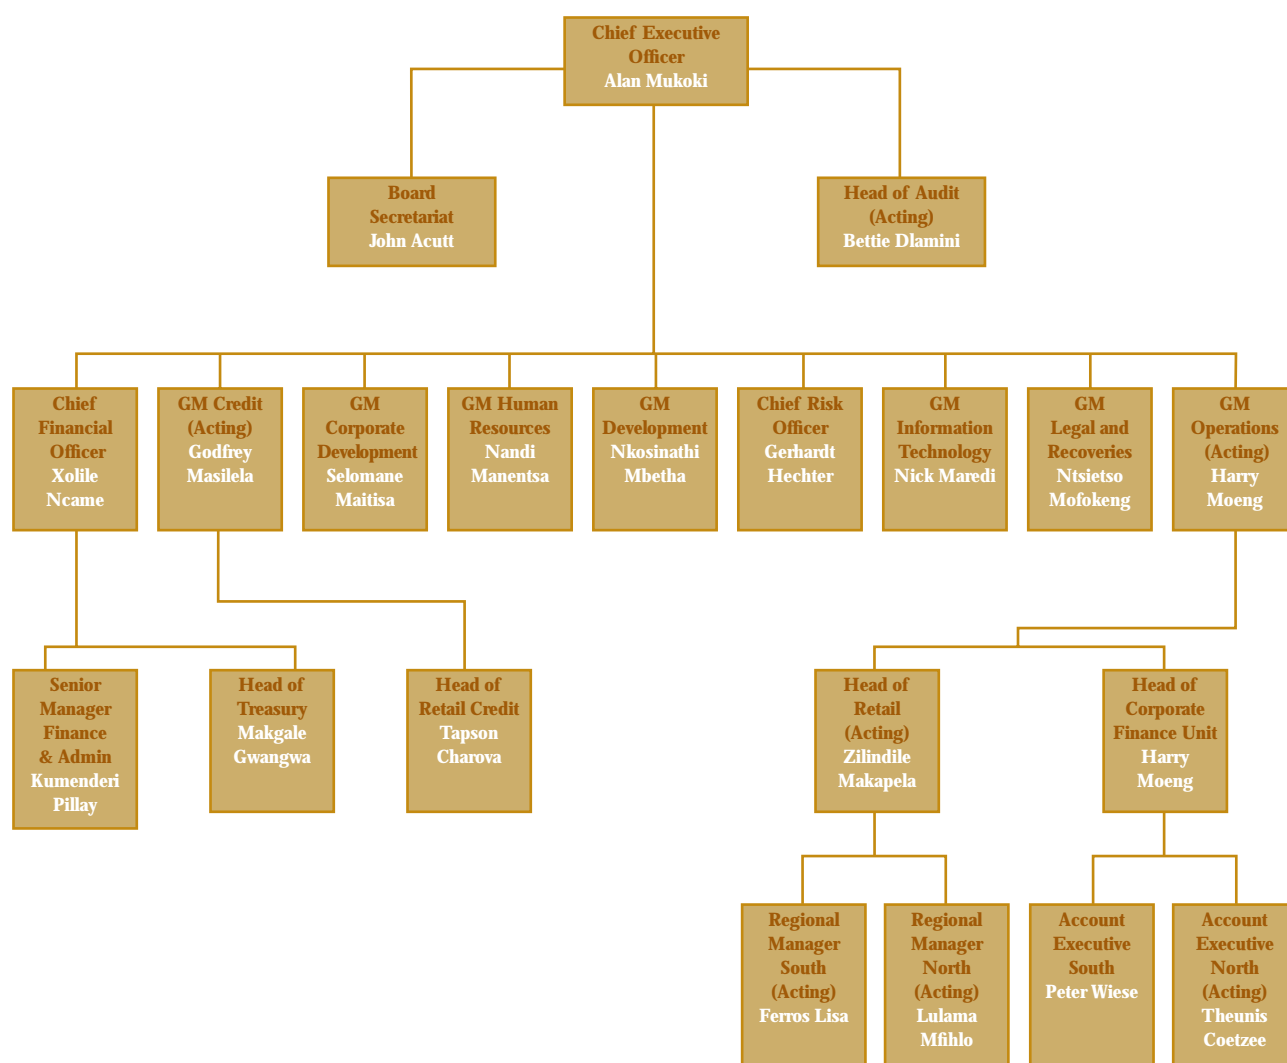 Chief Executive
Officer
Alan Mukoki
Board
Secretariat
John Acutt
Head of Audit
(Acting)
Bettie Dlamini
Chief
Financial
Officer
Xolile
Ncame
GM Credit
(Acting)
Godfrey
Masilela
GM
Corporate
Development
Selomane
Maitisa
GM Human
Resources
Nandi
Manentsa
GM
Development
Nkosinathi
Mbetha
Chief Risk
Officer
Gerhardt
Hechter
GM
Information
Technology
Nick Maredi
GM
Legal and
Recoveries
Ntsietso
Mofokeng
GM
Operations
(Acting)
Harry
Moeng
Senior
Manager
Finance
& Admin
Kumenderi
Pillay
Head of
Treasury
Makgale
Gwangwa
Head of
Retail Credit
Tapson
Charova
Head of
Retail
(Acting)
Zilindile
Makapela
Head of
Corporate
Finance Unit
Harry
Moeng
Regional
Manager
South
(Acting)
Ferros Lisa
Regional
Manager
North
(Acting)
Lulama
Mfihlo
Account
Executive
South
Peter Wiese
Account
Executive
North
(Acting)
Theunis
Coetzee